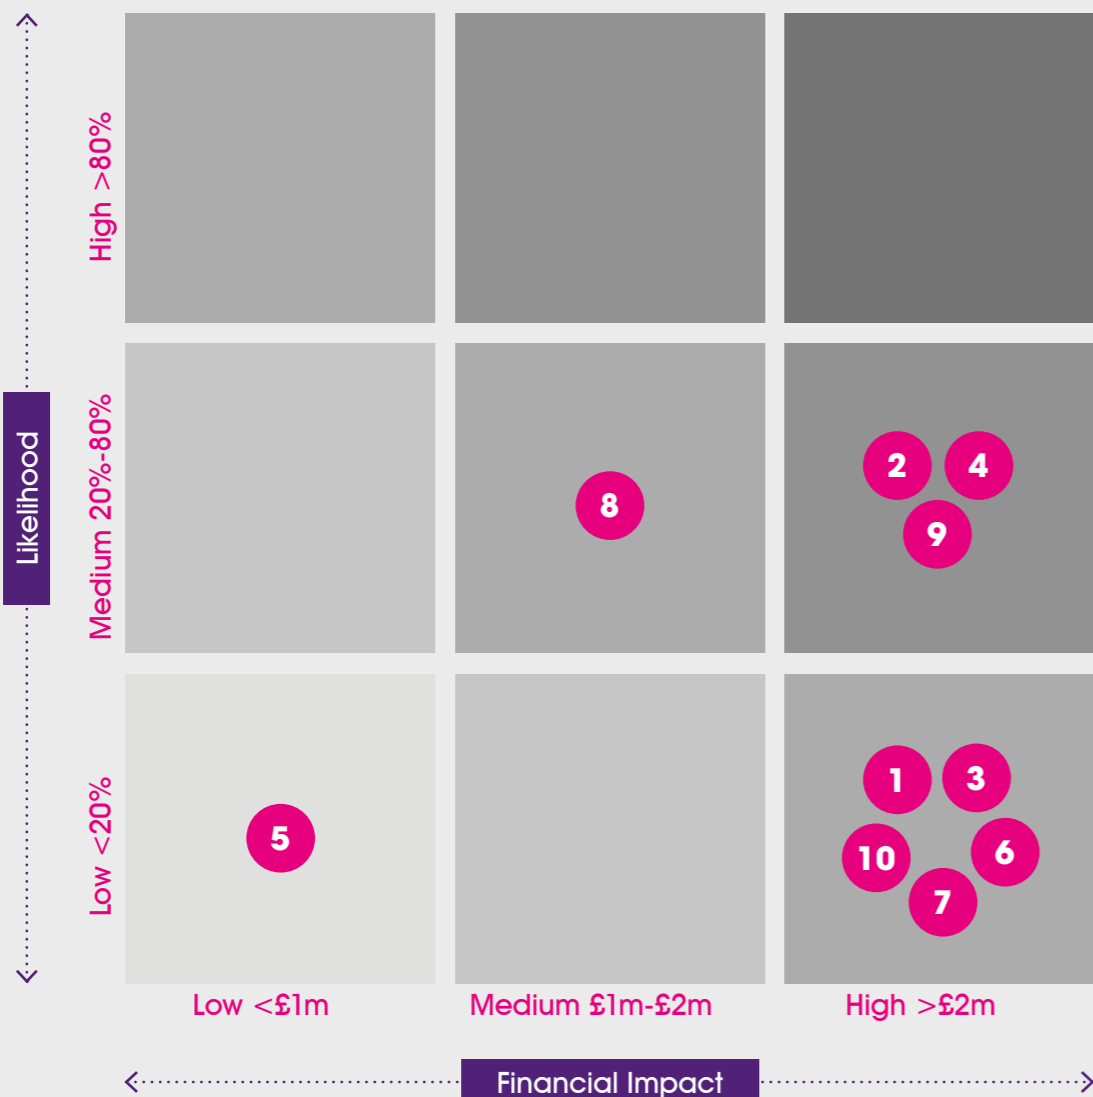 High >80%
Likelihood
Medium 20%-80%
8
2
4
9
Low <20%
5
1
3
10
6
7
Low <£1m
Medium £1m-£2m
High >£2m
Financial Impact